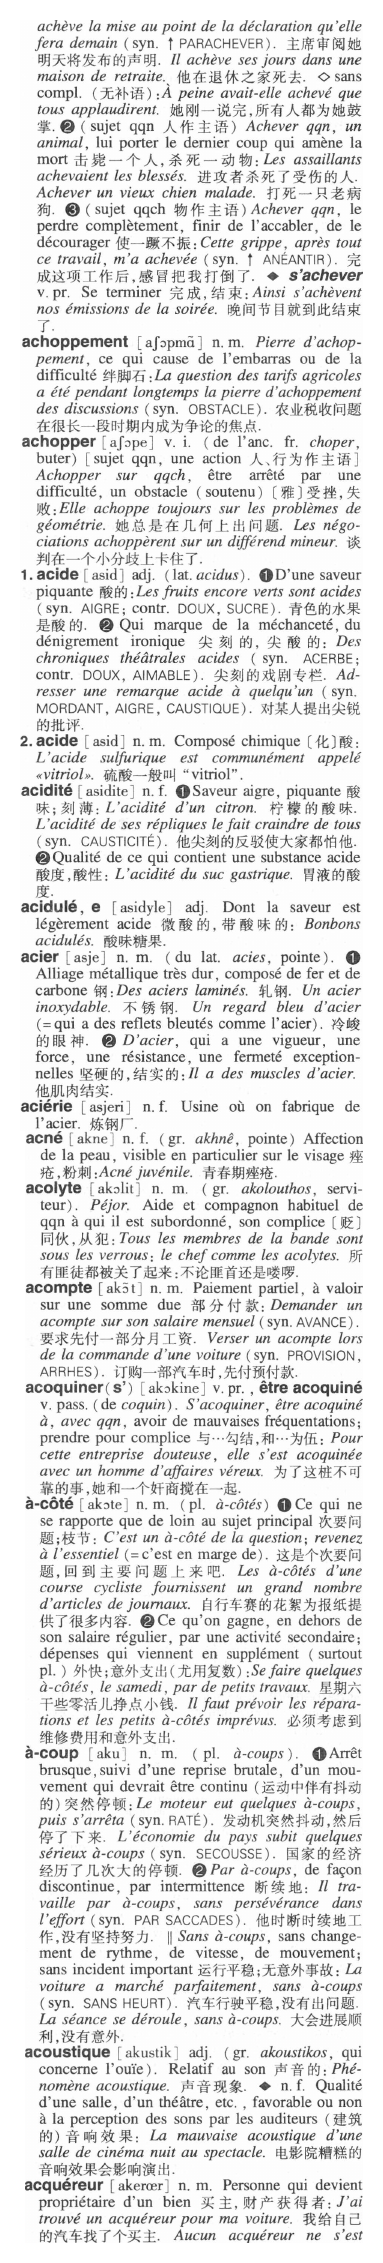 achève la mise au point de la déclaration qu'elle
fera demain (syn. ↑ PARACHEVER). 主席审阅她
明天将发布的声明. Il achève ses jours dans une
maison de retraite. 他在退休之家死去. ◇ sans
compl. (无补语):À peine avait-elle achevé que
tous applaudirent. 她刚一说完,所有人都为她鼓
掌. ❷ (sujet qqn 人作主语) Achever qqn, un
animal, lui porter le dernier coup qui amène la
mort 击毙一个人,杀死一动物: Les assaillants
achevaient les blessés. 进攻者杀死了受伤的人.
Achever un vieux chien malade. 打死一只老病
狗. ❸ (sujet qqch 物作主语) Achever qqn, le
perdre complètement, finir de l'accabler, de le
décourager 使一蹶不振: Cette grippe, après tout
ce travail, m'a achevée (syn. ↑ ANÉANTIR). 完
成这项工作后,感冒把我打倒了. ◆ s'achever
v. pr. Se terminer 完成,结束: Ainsi s'achèvent
nos émissions de la soirée. 晚间节目就到此结束
了.
achoppement [aʃɔpmã] n. m. Pierre d'achop-
pement, ce qui cause de l'embarras ou de la
difficulté 绊脚石: La question des tarifs agricoles
a été pendant longtemps la pierre d'achoppement
des discussions (syn. OBSTACLE). 农业税收问题
在很长一段时期内成为争论的焦点.
achopper [aʃɔpe] v. i. (de l'anc. fr. choper,
buter) [sujet qqn, une action 人、行为作主语]
Achopper sur qqch, être arrêté par une
difficulté, un obstacle (soutenu) [雅]受挫,失
败: Elle achoppe toujours sur les problèmes de
géométrie. 她总是在几何上出问题. Les négo-
ciations achoppèrent sur un différend mineur. 谈
判在一个小分歧上卡住了.
1. acide [asid] adj. (lat. acidus). ❶D'une saveur
piquante 酸的: Les fruits encore verts sont acides
(syn. AIGRE; contr. DOUX, SUCRE). 青色的水果
是酸的. ❷ Qui marque de la méchanceté, du
dénigrement ironique 尖刻的,尖酸的: Des
chroniques théâtrales acides (syn. ACERBE;
contr. DOUX, AIMABLE). 尖刻的戏剧专栏. Ad-
resser une remarque acide à quelqu'un (syn.
MORDANT, AIGRE, CAUSTIQUE). 对某人提出尖锐
的批评.
2. acide [asid] n. m. Composé chimique 〔化〕酸:
L'acide sulfurique est communément appelé
«vitriol». 硫酸一般叫 “vitriol”.
acidité [asidite] n. f. ❶Saveur aigre, piquante 酸
味;刻薄: L'acidité d'un citron. 柠檬的酸味.
L'acidité de ses répliques le fait craindre de tous
(syn. CAUSTICITÉ). 他尖刻的反驳使大家都怕他.
❷Qualité de ce qui contient une substance acide
酸度,酸性: L'acidité du suc gastrique. 胃液的酸
度.
acidulé, e [asidyle] adj. Dont la saveur est
légèrement acide 微酸的,带酸味的: Bonbons
acidulés. 酸味糖果.
acier [asje] n. m. (du lat. acies, pointe). ❶
Alliage métallique très dur, composé de fer et de
carbone 钢: Des aciers laminés. 轧钢. Un acier
inoxydable. 不锈钢. Un regard bleu d'acier
(= qui a des reflets bleutés comme l'acier). 冷峻
的眼神. ❷ D'acier, qui a une vigueur, une
force, une résistance, une fermeté exception-
nelles 坚硬的,结实的: Il a des muscles d'acier.
他肌肉结实.
aciérie [asjeri] n. f. Usine où on fabrique de
l'acier. 炼钢厂.
acné [akne] n. f. (gr. akhnê, pointe) Affection
de la peau, visible en particulier sur le visage 痤
疮,粉刺: Acné juvénile. 青春期痤疮.
acolyte [akɔlit] n. m. (gr. akolouthos, servi-
teur). Péjor. Aide et compagnon habituel de
qqn à qui il est subordonné, son complice 〔贬〕
同伙,从犯: Tous les membres de la bande sont
sous les verrous: le chef comme les acolytes. 所
有匪徒都被关了起来:不论匪首还是喽啰.
acompte [akɔ̃t] n. m. Paiement partiel, à valoir
sur une somme due 部分付款: Demander un
acompte sur son salaire mensuel (syn. AVANCE).
要求先付一部分月工资. Verser un acompte lors
de la commande d'une voiture (syn. PROVISION,
ARRHES). 订购一部汽车时,先付预付款.
acoquiner(s') [akɔkine] v. pr., être acoquiné
v. pass. (de coquin). S'acoquiner, être acoquiné
à, avec qqn, avoir de mauvaises fréquentations;
prendre pour complice 与…勾结,和…为伍: Pour
cette entreprise douteuse, elle s'est acoquinée
avec un homme d'affaires véreux. 为了这桩不可
靠的事,她和一个奸商搅在一起.
à-côté [akɔte] n. m. (pl. à-côtés) ❶ Ce qui ne
se rapporte que de loin au sujet principal 次要问
题;枝节: C'est un à-côté de la question; revenez
à l'essentiel (= c'est en marge de). 这是个次要问
题,回到主要问题上来吧. Les à-côtés d'une
course cycliste fournissent un grand nombre
d'articles de journaux. 自行车赛的花絮为报纸提
供了很多内容. ❷Ce qu'on gagne, en dehors de
son salaire régulier, par une activité secondaire;
dépenses qui viennent en supplément (surtout
pl.) 外快;意外支出(尤用复数): Se faire quelques
à-côtés, le samedi, par de petits travaux. 星期六
干些零活儿挣点小钱. Il faut prévoir les répara-
tions et les petits à-côtés imprévus. 必须考虑到
维修费用和意外支出.
à-coup [aku] n. m. (pl. à-coups). ❶Arrêt
brusque, suivi d'une reprise brutale, d'un mou-
vement qui devrait être continu (运动中伴有抖动
的)突然停顿: Le moteur eut quelques à-coups,
puis s'arrêta (syn. RATÉ). 发动机突然抖动,然后
停了下来. L'économie du pays subit quelques
sérieux à-coups (syn. SECOUSSE). 国家的经济
经历了几次大的停顿. ❷ Par à-coups, de façon
discontinue, par intermittence 断续地: Il tra-
vaille par à-coups, sans persévérance dans
l'effort (syn. PAR SACCADES). 他时断时续地工
作,没有坚持努力. ‖ Sans à-coups, sans change-
ment de rythme, de vitesse, de mouvement;
sans incident important 运行平稳;无意外事故: La
voiture a marché parfaitement, sans à-coups
(syn. SANS HEURT). 汽车行驶平稳,没有出问题.
La séance se déroule, sans à-coups. 大会进展顺
利,没有意外.
acoustique [akustik] adj. (gr. akoustikos, qui
concerne l'ouïe). Relatif au son 声音的: Phé-
nomène acoustique. 声音现象. ◆ n. f. Qualité
d'une salle, d'un théâtre, etc., favorable ou non
à la perception des sons par les auditeurs (建筑
的)音响效果: La mauvaise acoustique d'une
salle de cinéma nuit au spectacle. 电影院糟糕的
音响效果会影响演出.
acquéreur [akerœr] n. m. Personne qui devient
propriétaire d'un bien 买主,财产获得者: J'ai
trouvé un acquéreur pour ma voiture. 我给自己
的汽车找了个买主. Aucun acquéreur ne s'est